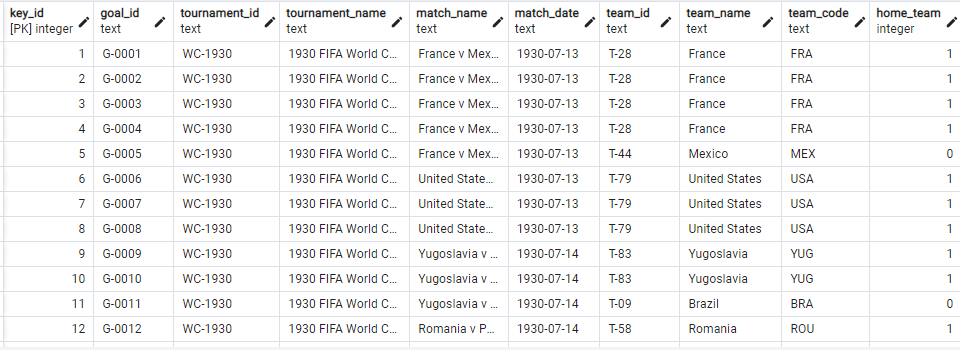 key_id goal_id tournament_id tournament_name match_name match_date team_id team_name team_code home_team
[PK] integer text text text text text text text text integer
1 G-0001 WC-1930 1930 FIFA World C... France v Mex... 1930-07-13 T-28 France FRA 1
2 G-0002 WC-1930 1930 FIFA World C... France v Mex... 1930-07-13 T-28 France FRA 1
3 G-0003 WC-1930 1930 FIFA World C... France v Mex... 1930-07-13 T-28 France FRA 1
4 G-0004 WC-1930 1930 FIFA World C... France v Mex... 1930-07-13 T-28 France FRA 1
5 G-0005 WC-1930 1930 FIFA World C... France v Mex... 1930-07-13 T-44 Mexico MEX 0
6 G-0006 WC-1930 1930 FIFA World C... United State... 1930-07-13 T-79 United States USA 1
7 G-0007 WC-1930 1930 FIFA World C... United State... 1930-07-13 T-79 United States USA 1
8 G-0008 WC-1930 1930 FIFA World C... United State... 1930-07-13 T-79 United States USA 1
9 G-0009 WC-1930 1930 FIFA World C... Yugoslavia v ... 1930-07-14 T-83 Yugoslavia YUG 1
10 G-0010 WC-1930 1930 FIFA World C... Yugoslavia v ... 1930-07-14 T-83 Yugoslavia YUG 1
11 G-0011 WC-1930 1930 FIFA World C... Yugoslavia v ... 1930-07-14 T-09 Brazil BRA 0
12 G-0012 WC-1930 1930 FIFA World C... Romania v P... 1930-07-14 T-58 Romania ROU 1